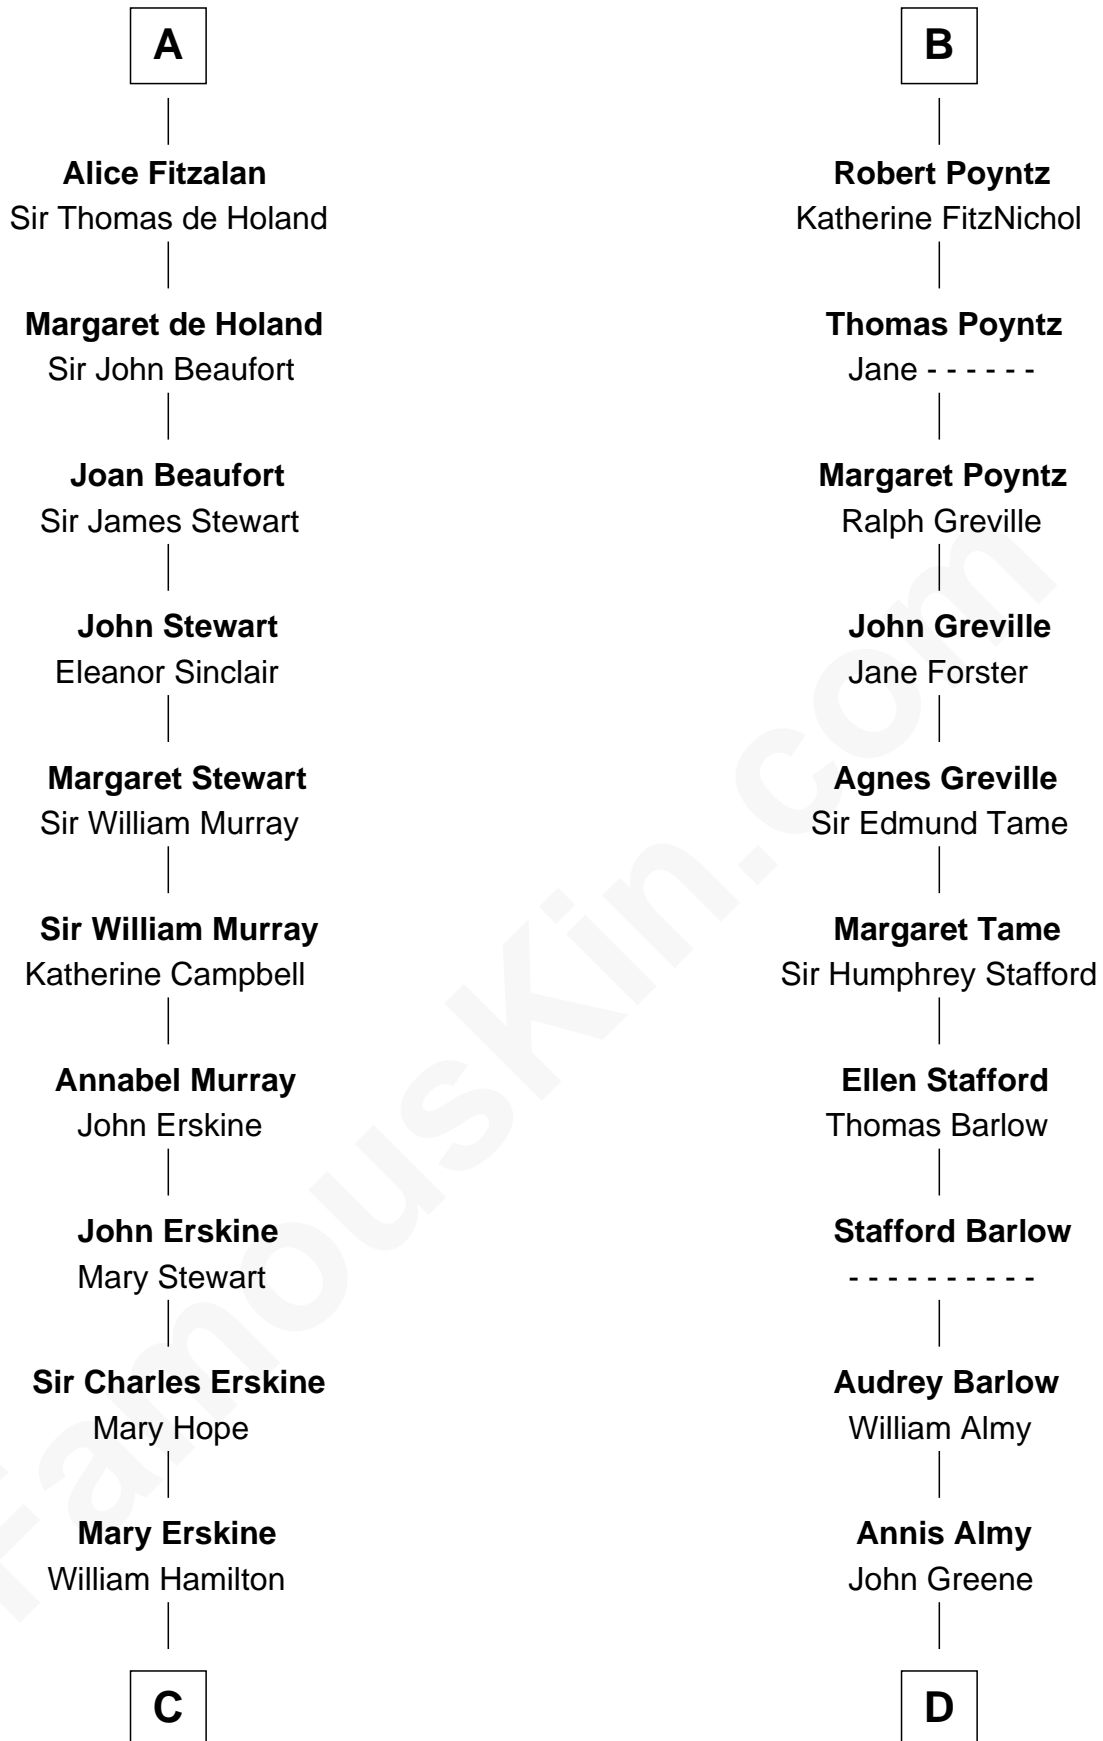 A
Alice Fitzalan
Sir Thomas de Holand
Margaret de Holand
Sir John Beaufort
Joan Beaufort
Sir James Stewart
John Stewart
Eleanor Sinclair
Margaret Stewart
Sir William Murray
Sir William Murray
Katherine Campbell
Annabel Murray
John Erskine
John Erskine
Mary Stewart
Sir Charles Erskine
Mary Hope
Mary Erskine
William Hamilton
C
B
Robert Poyntz
Katherine FitzNichol
Thomas Poyntz
Jane - - - - - -
Margaret Poyntz
Ralph Greville
John Greville
Jane Forster
Agnes Greville
Sir Edmund Tame
Margaret Tame
Sir Humphrey Stafford
Ellen Stafford
Thomas Barlow
Stafford Barlow
- - - - - - - - - -
Audrey Barlow
William Almy
Annis Almy
John Greene
D
FamousKin.com